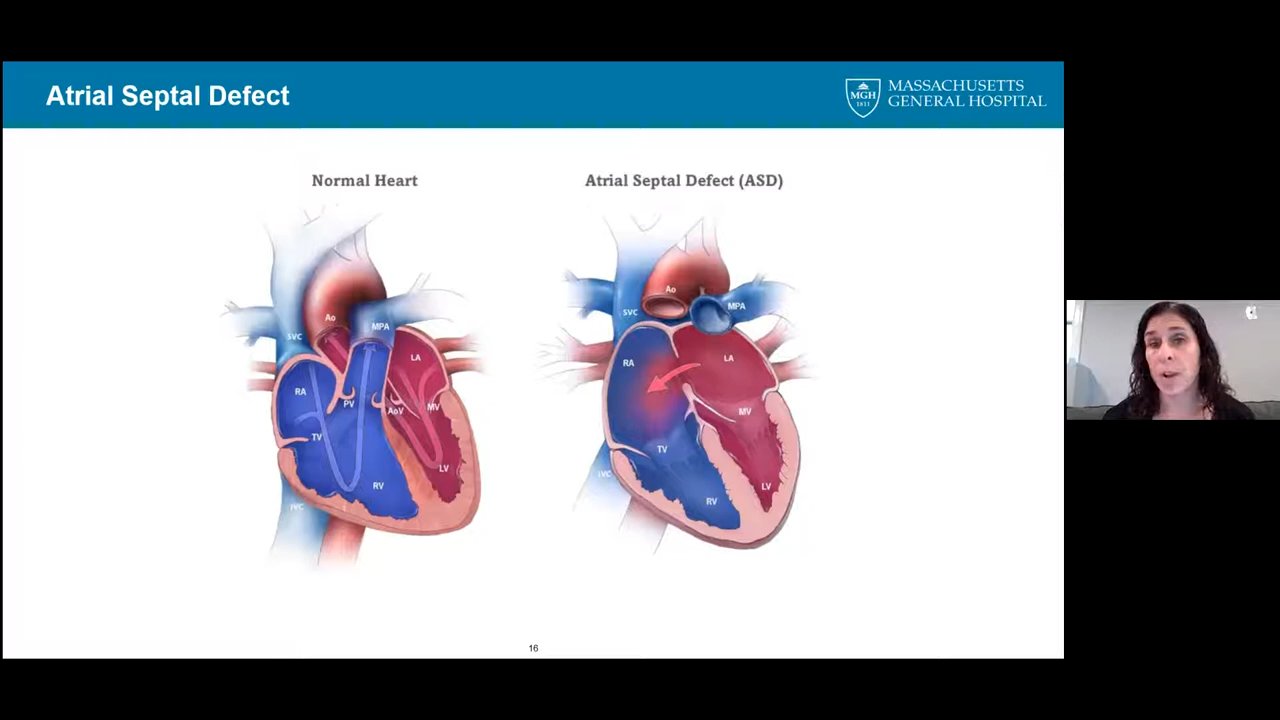 Atrial Septal Defect
MGH
1811
MASSACHUSETTS
GENERAL HOSPITAL
Normal Heart
Ao
MPA
SVC
LA
RA
PV
AoV
MV
TV
LV
RV
IVC
Atrial Septal Defect (ASD)
Ao
MPA
SVC
RA
LA
MV
TV
IVC
LV
RV
16